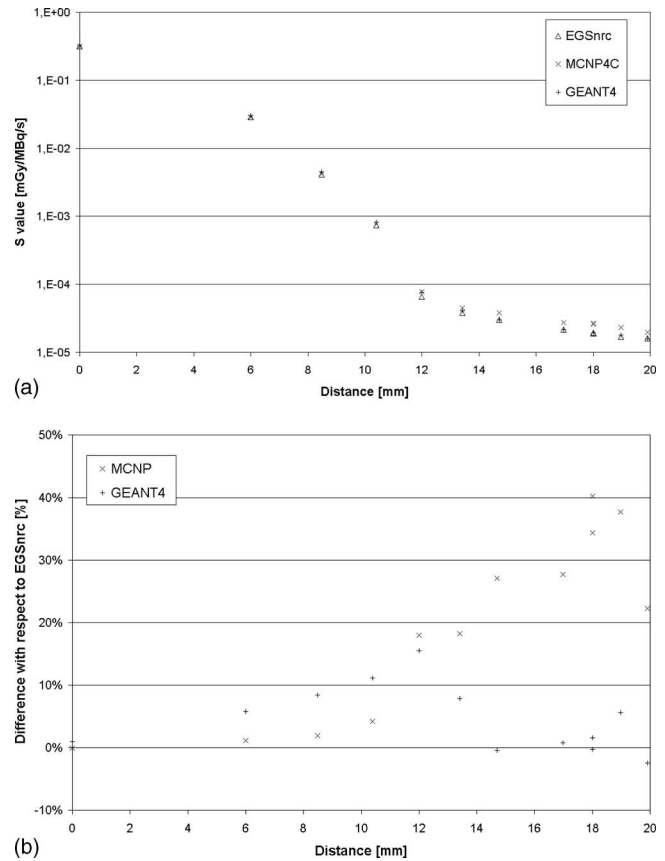 1,E+00
1,E-01
1,E-02
1,E-03
1,E-04
1,E-05
S value [mGy/MBq/s]
△ EGSnrc
× MCNP4C
+ GEANT4
0 2 4 6 8 10 12 14 16 18 20
Distance [mm]
(a)
50%
40%
30%
20%
10%
0%
-10%
Difference with respect to EGSnrc [%]
× MCNP
+ GEANT4
0 2 4 6 8 10 12 14 16 18 20
Distance [mm]
(b)